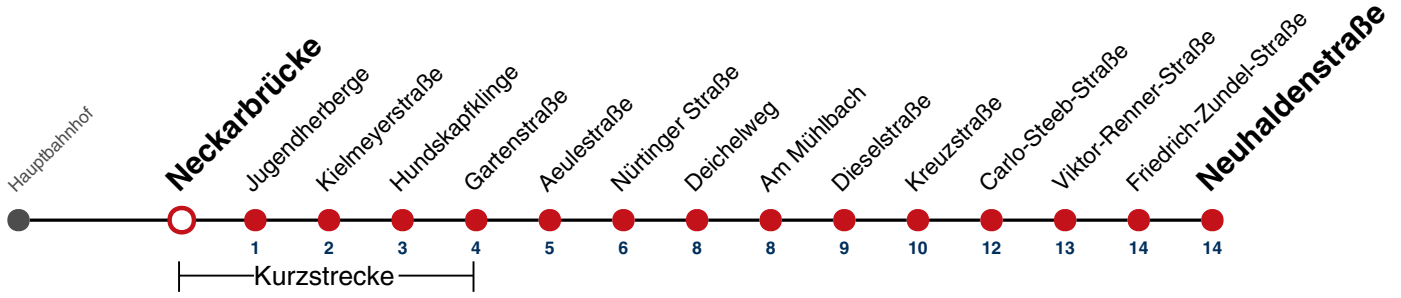 Hauptbahnhof
Neckarbrücke
Jugendherberge
Kielmeyerstraße
Hundskapfklinge
Gartenstraße
Aeulestraße
Nürtinger Straße
Deichelweg
Am Mühlbach
Dieselstraße
Kreuzstraße
Carlo-Steeb-Straße
Viktor-Renner-Straße
Friedrich-Zundel-Straße
Neuhaldenstraße
1 2 3 4 5 6 8 8 9 10 12 13 14 14
Kurzstrecke